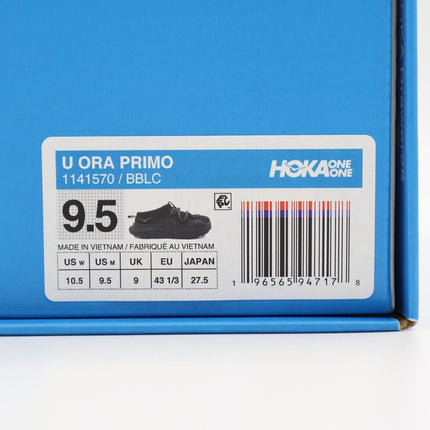 U ORA PRIMO
1141570 / BBLC
HOKA ONE ONE
9.5
MADE IN VIETNAM / FABRIQUÉ AU VIETNAM
US W US M UK EU JAPAN
10.5 9.5 9 43 1/3 27.5
1 96565 94717 8